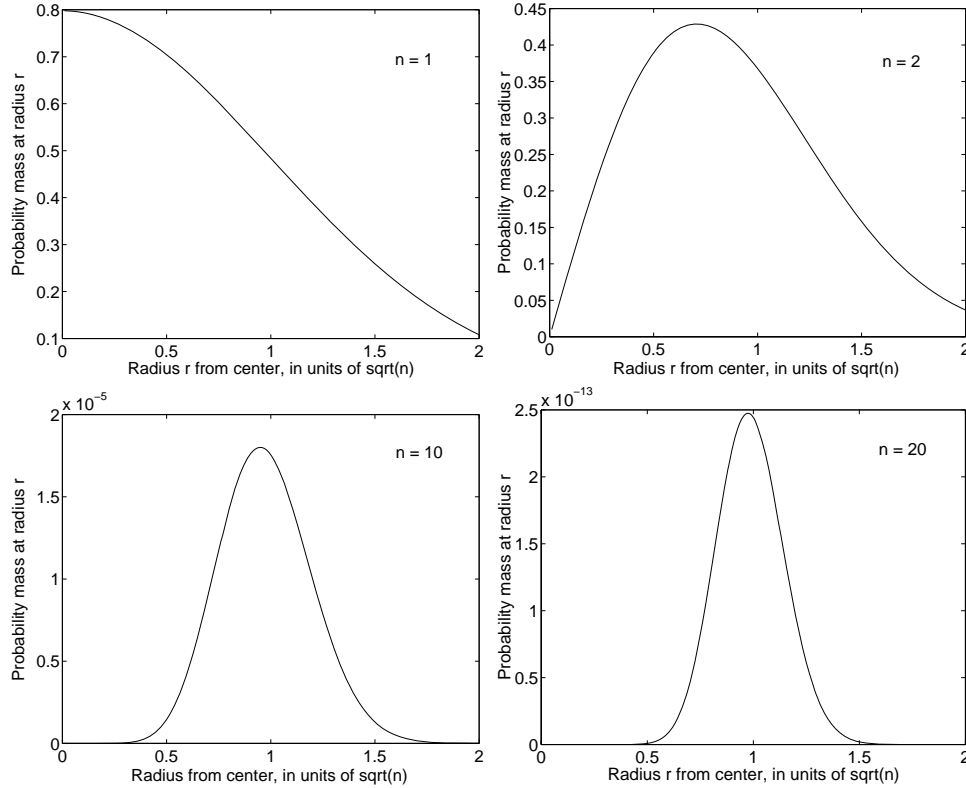 0.8
0.7
0.6
0.5
0.4
0.3
0.2
0.1
0 0.5 1 1.5 2
n = 1
Probability mass at radius r
Radius r from center, in units of sqrt(n)
0.45
0.4
0.35
0.3
0.25
0.2
0.15
0.1
0.05
0
0 0.5 1 1.5 2
n = 2
Probability mass at radius r
Radius r from center, in units of sqrt(n)
x 10⁻⁵
2
1.5
1
0.5
0
0 0.5 1 1.5 2
n = 10
Probability mass at radius r
Radius from center, in units of sqrt(n)
x 10⁻¹³
2.5
2
1.5
1
0.5
0
0 0.5 1 1.5 2
n = 20
Probability mass at radius r
Radius r from center, in units of sqrt(n)